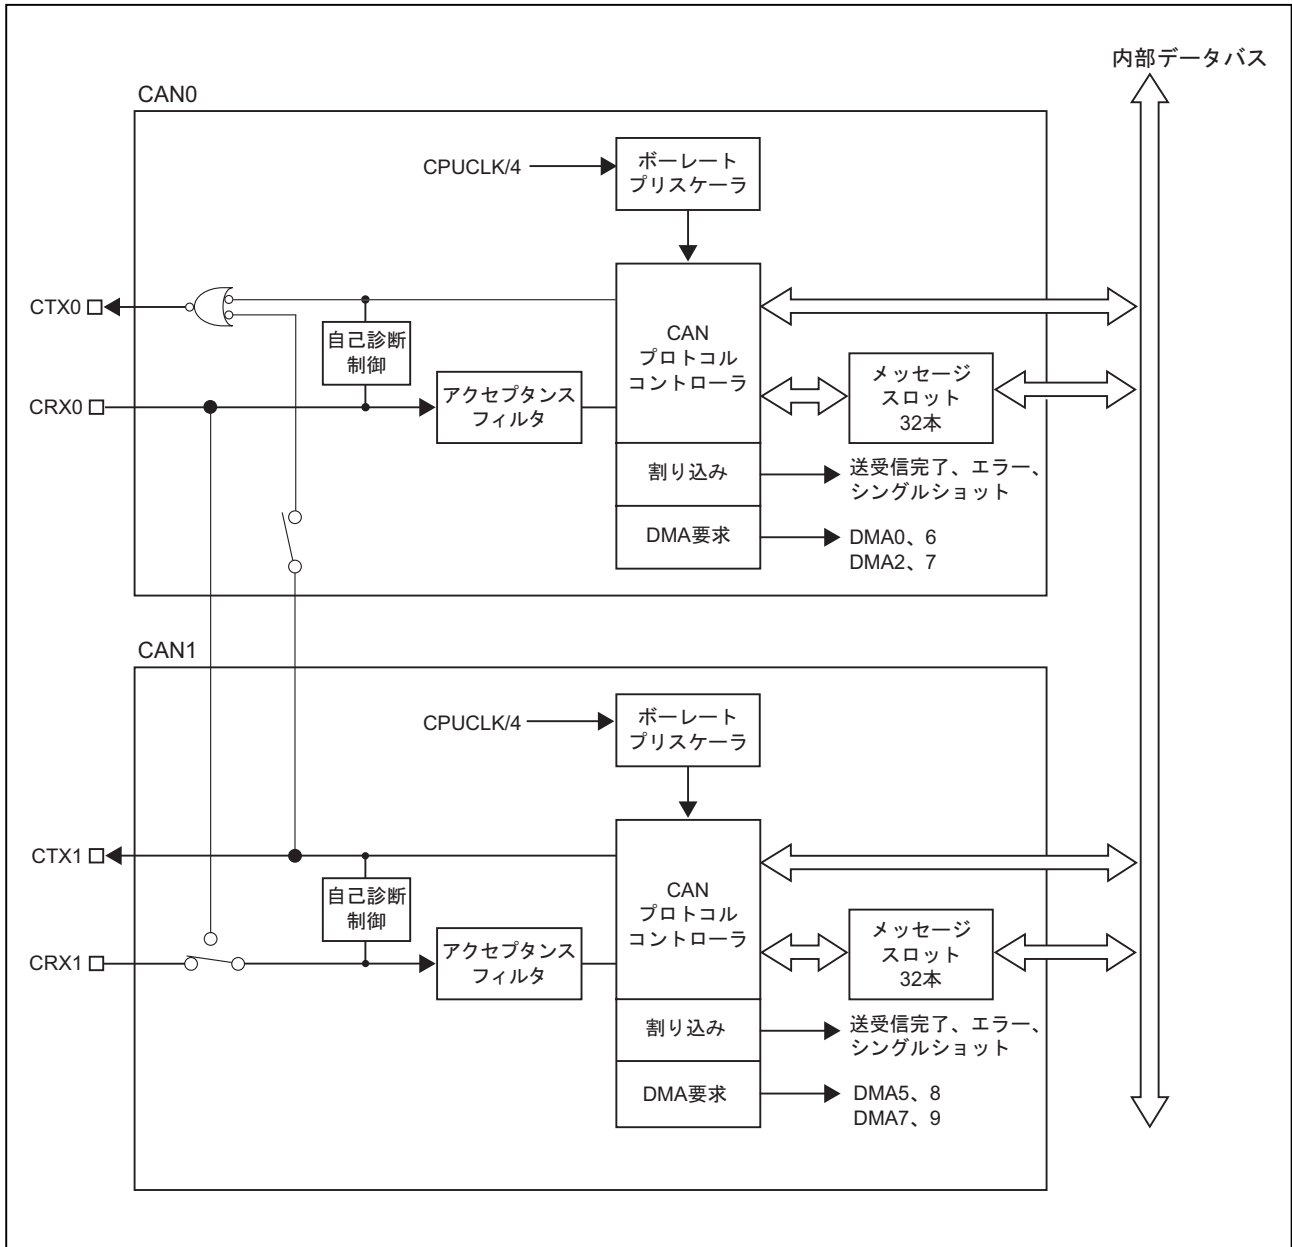 内部データバス
CAN0
CPUCLK/4
ボーレート
プリスケーラ
CTX0
自己診断
制御
CAN
プロトコル
コントローラ
メッセージ
スロット
32本
CRX0
アクセプタンス
フィルタ
割り込み
送受信完了、エラー、
シングルショット
DMA要求
DMA0、6
DMA2、7
CAN1
CPUCLK/4
ボーレート
プリスケーラ
CTX1
自己診断
制御
CAN
プロトコル
コントローラ
メッセージ
スロット
32本
CRX1
アクセプタンス
フィルタ
割り込み
送受信完了、エラー、
シングルショット
DMA要求
DMA5、8
DMA7、9